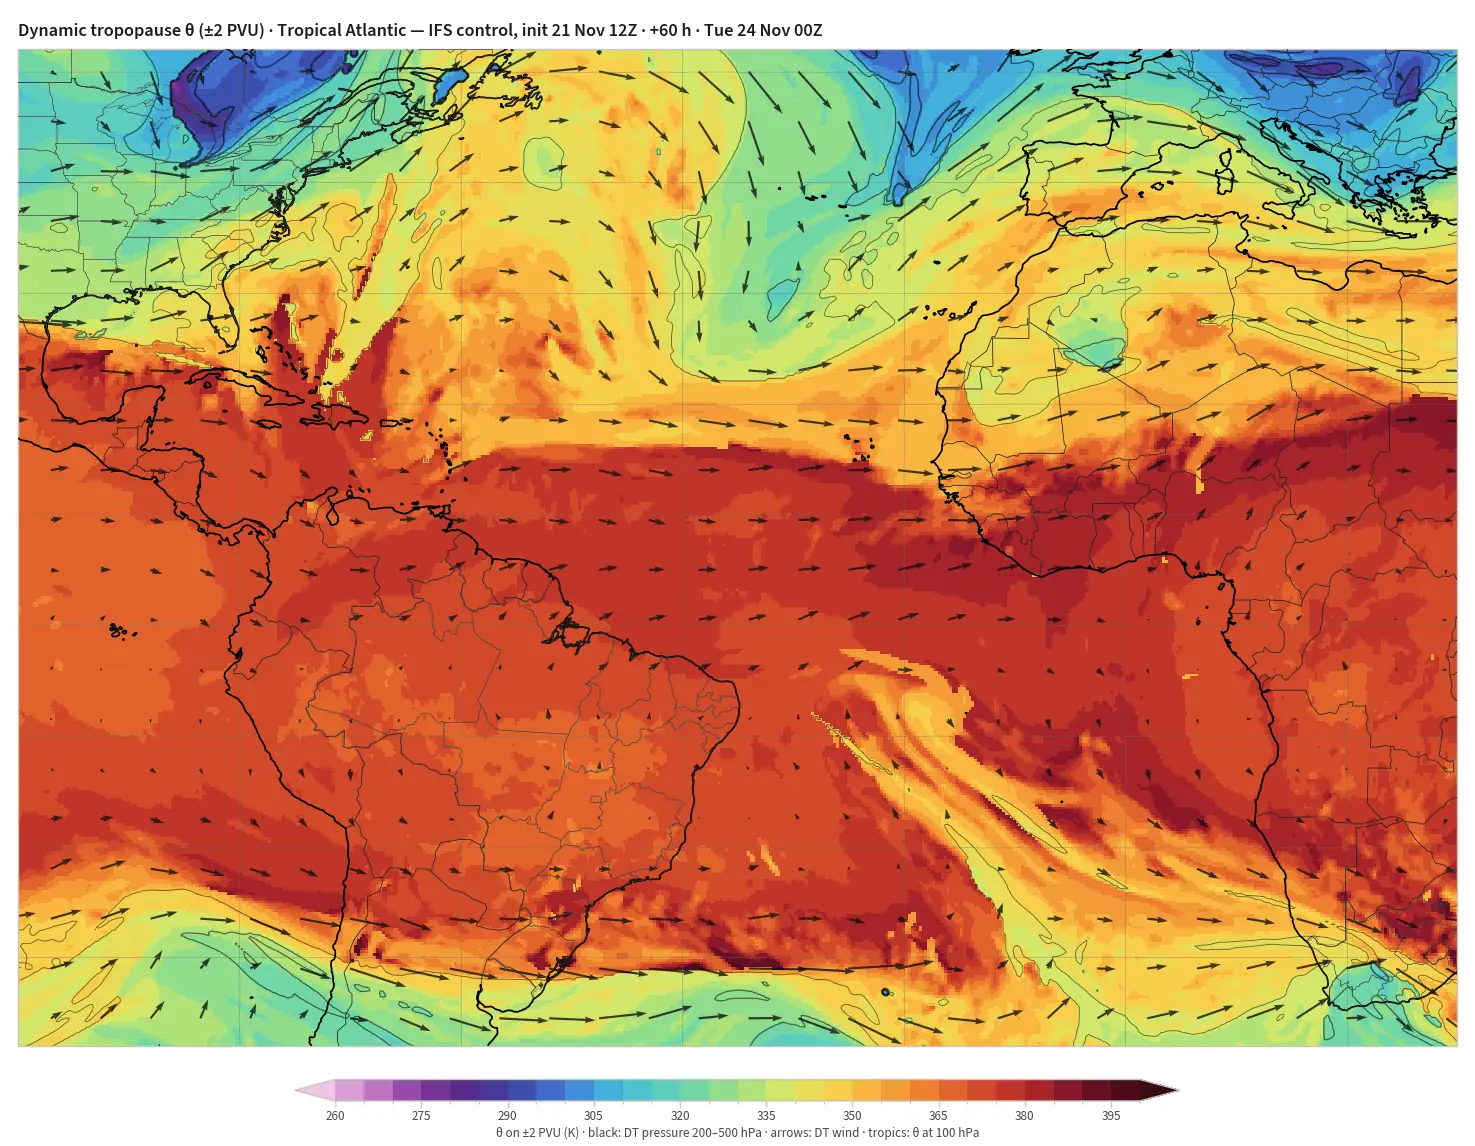 Dynamic tropopause θ (±2 PVU) · Tropical Atlantic — IFS control, init 21 Nov 12Z · +60 h · Tue 24 Nov 00Z
260 275 290 305 320 335 350 365 380 395
θ on ±2 PVU (K) · black: DT pressure 200–500 hPa · arrows: DT wind · tropics: θ at 100 hPa